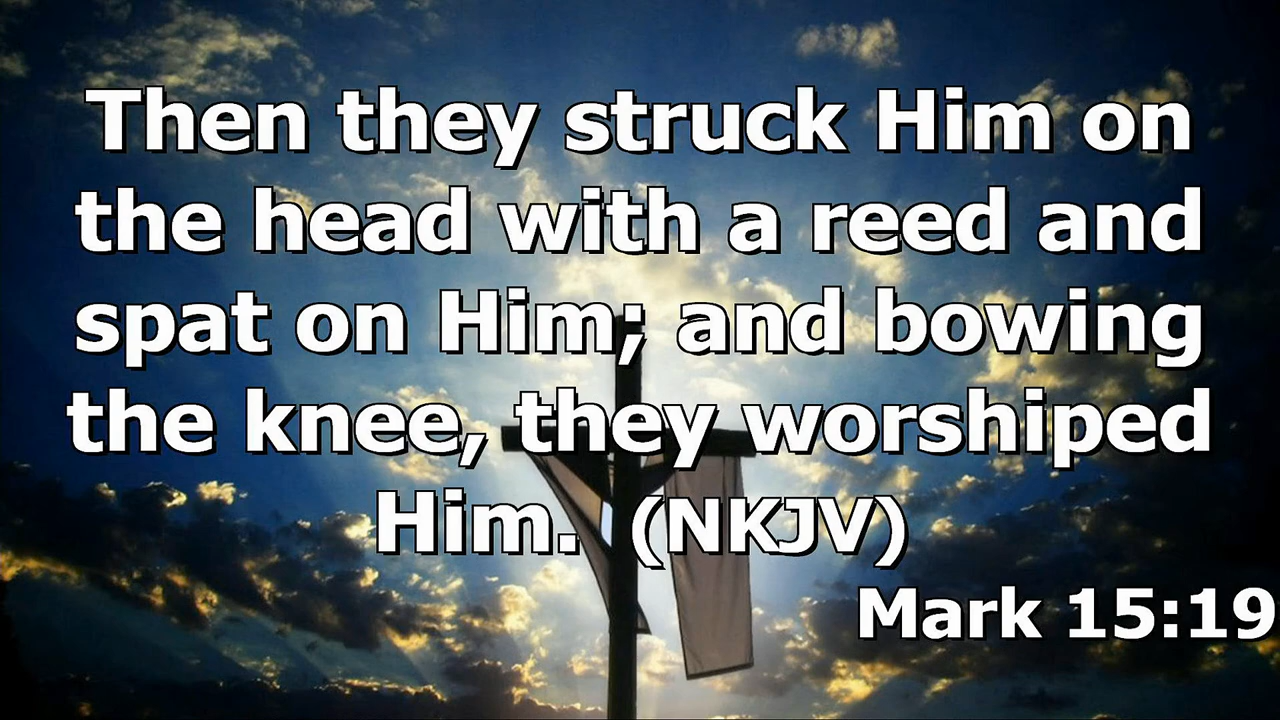 Then they struck Him on
the head with a reed and
spat on Him; and bowing
the knee, they worshiped
Him. (NKJV)
Mark 15:19